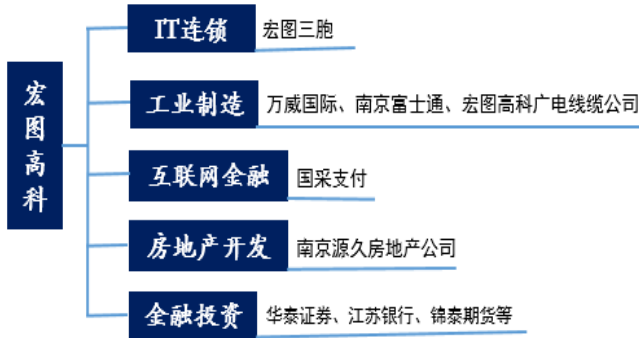 宏图高科
IT连锁 宏图三胞
工业制造 万威国际、南京富士通、宏图高科广电线缆公司
互联网金融 国采支付
房地产开发 南京源久房地产公司
金融投资 华泰证券、江苏银行、锦泰期货等